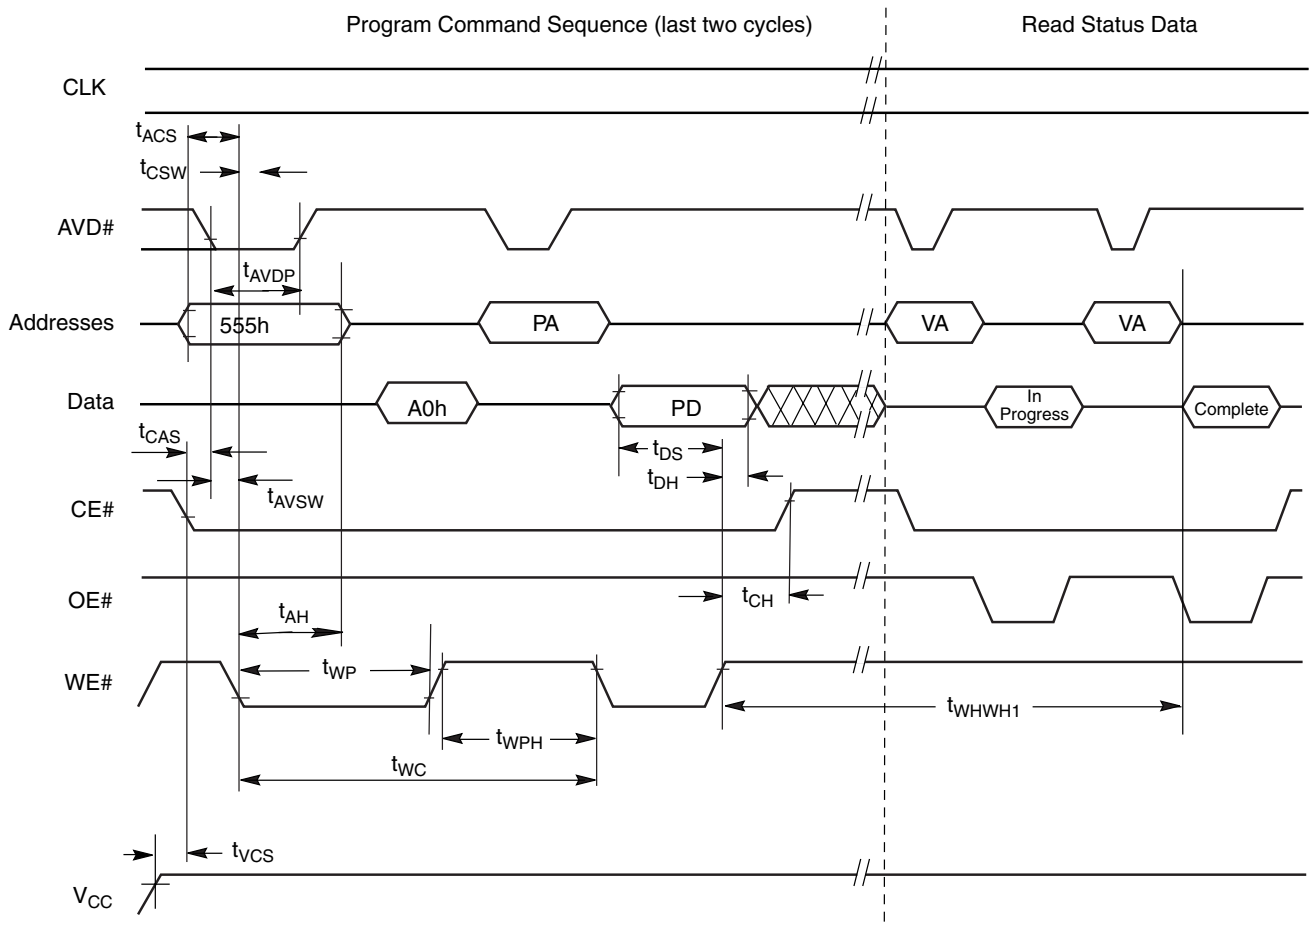 Program Command Sequence (last two cycles) Read Status Data
CLK
tACS
tCSW
AVD#
tAVDP
Addresses 555h PA VA VA
Data A0h PD In Progress Complete
tCAS tDS
tDH
tAVSW
CE#
OE# tCH
tAH
WE# tWP
tWHWH1
tWPH
tWC
tVCS
VCC